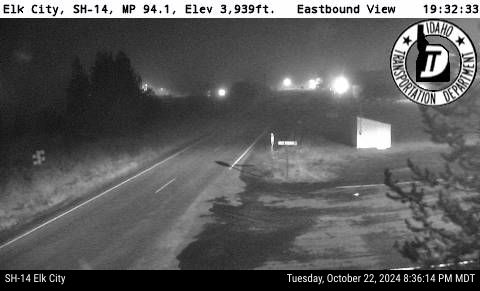 Elk City, SH-14, MP 94.1, Elev 3,939ft.   Eastbound View   19:32:33
IDAHO
TRANSPORTATION DEPARTMENT
SH-14 Elk City
Tuesday, October 22, 2024 8:36:14 PM MDT